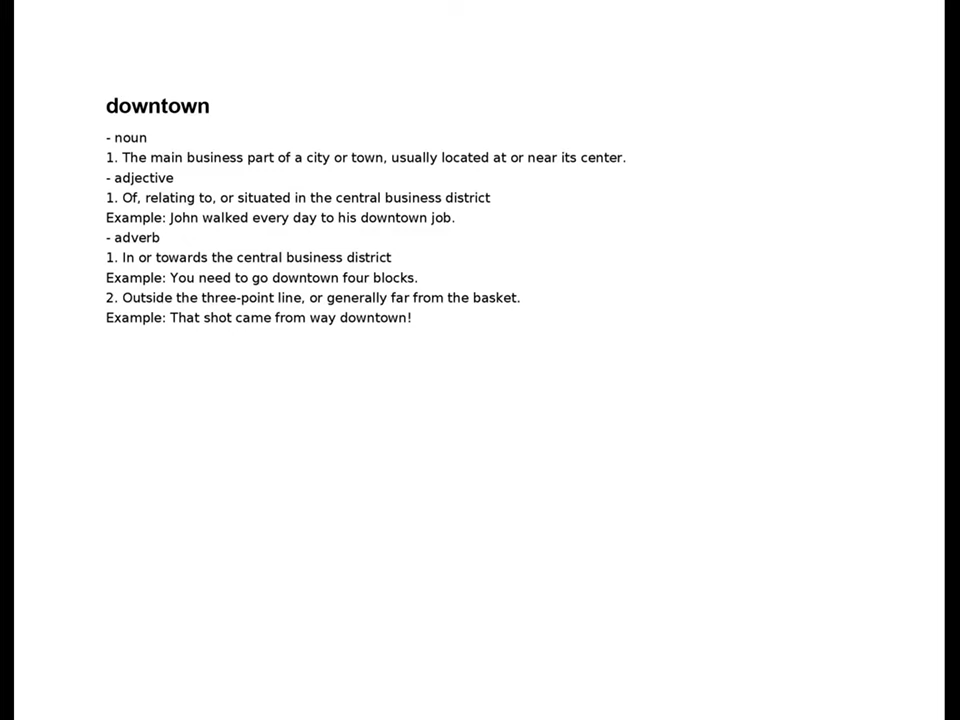 downtown
- noun
1. The main business part of a city or town, usually located at or near its center.
- adjective
1. Of, relating to, or situated in the central business district
Example: John walked every day to his downtown job.
- adverb
1. In or towards the central business district
Example: You need to go downtown four blocks.
2. Outside the three-point line, or generally far from the basket.
Example: That shot came from way downtown!